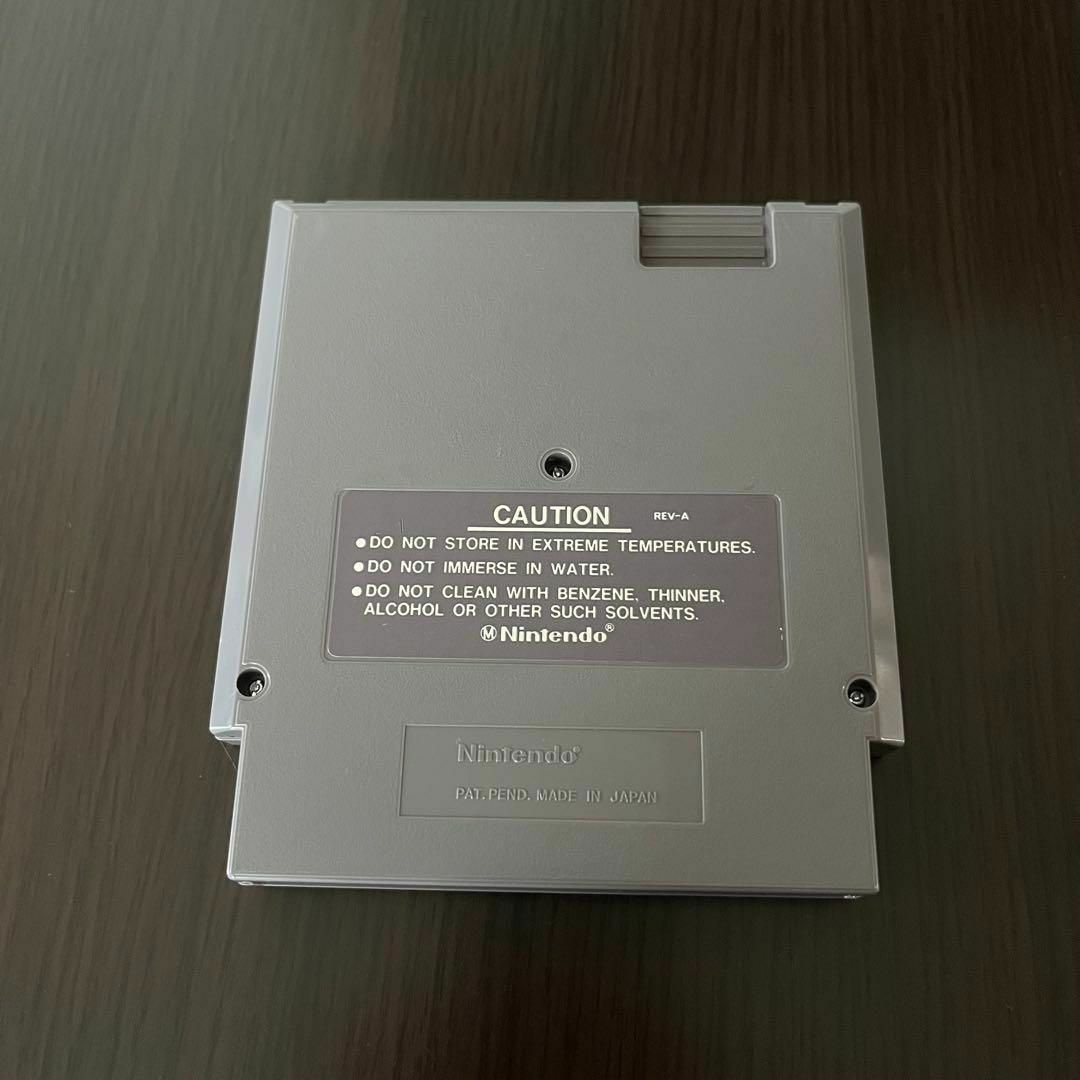 CAUTION REV-A
●DO NOT STORE IN EXTREME TEMPERATURES.
●DO NOT IMMERSE IN WATER.
●DO NOT CLEAN WITH BENZENE, THINNER,
ALCOHOL OR OTHER SUCH SOLVENTS.
Ⓜ Nintendo®
Nintendo®
PAT. PEND. MADE IN JAPAN